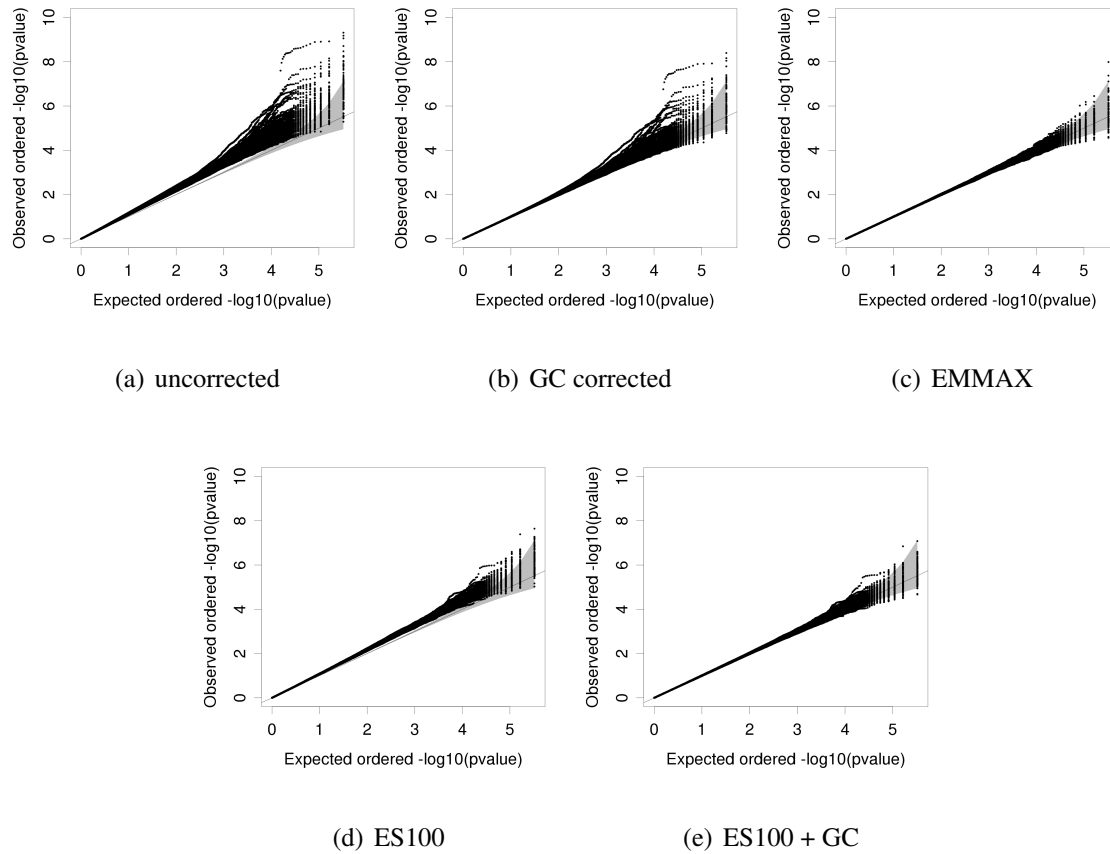 10
8
6
4
2
0
Observed ordered -log10(pvalue)
0 1 2 3 4 5
Expected ordered -log10(pvalue)
(a) uncorrected
10
8
6
4
2
0
Observed ordered -log10(pvalue)
0 1 2 3 4 5
Expected ordered -log10(pvalue)
(b) GC corrected
10
8
6
4
2
0
Observed ordered -log10(pvalue)
0 1 2 3 4 5
Expected ordered -log10(pvalue)
(c) EMMAX
10
8
6
4
2
0
Observed ordered -log10(pvalue)
0 1 2 3 4 5
Expected ordered -log10(pvalue)
(d) ES100
10
8
6
4
2
0
Observed ordered -log10(pvalue)
0 1 2 3 4 5
Expected ordered -log10(pvalue)
(e) ES100 + GC